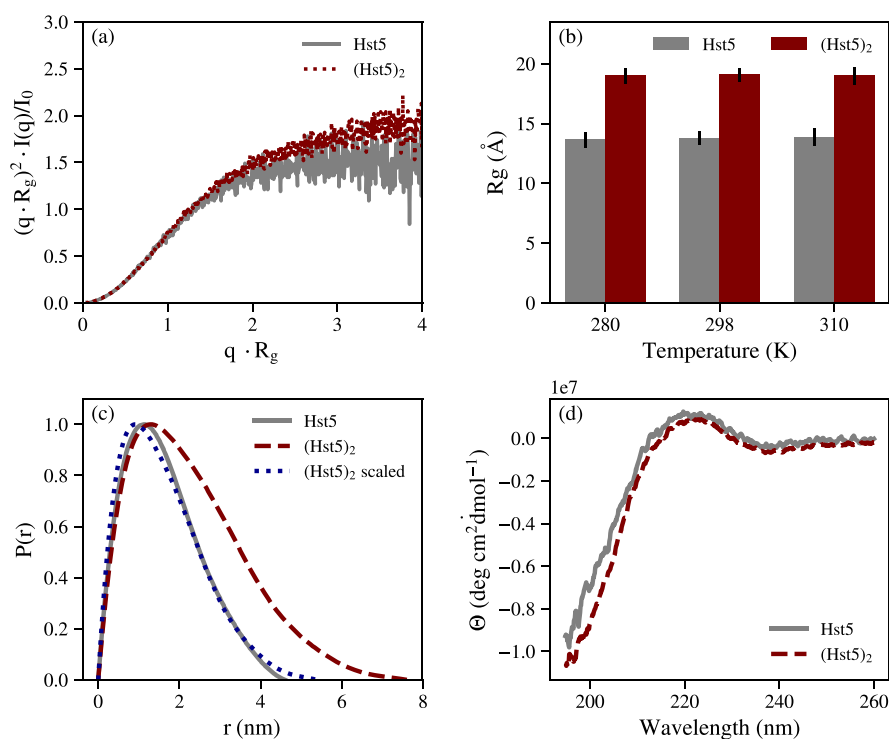 (a)
Hst5
(Hst5)₂
(q · R_g)² · I(q)/I₀
3.0
2.5
2.0
1.5
1.0
0.5
0.0
0 1 2 3 4
q · R_g
(b)
Hst5 (Hst5)₂
Rg (Å)
20
15
10
5
0
280 298 310
Temperature (K)
(c)
Hst5
(Hst5)₂
(Hst5)₂ scaled
P(r)
1.0
0.8
0.6
0.4
0.2
0.0
0 2 4 6 8
r (nm)
1e7
(d)
Θ (deg cm²˙dmol⁻¹)
0.0
−0.2
−0.4
−0.6
−0.8
−1.0
Hst5
(Hst5)₂
200 220 240 260
Wavelength (nm)